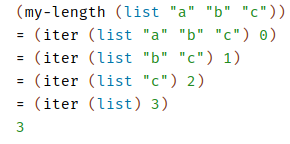 (my-length (list "a" "b" "c"))
= (iter (list "a" "b" "c") 0)
= (iter (list "b" "c") 1)
= (iter (list "c") 2)
= (iter (list) 3)
3